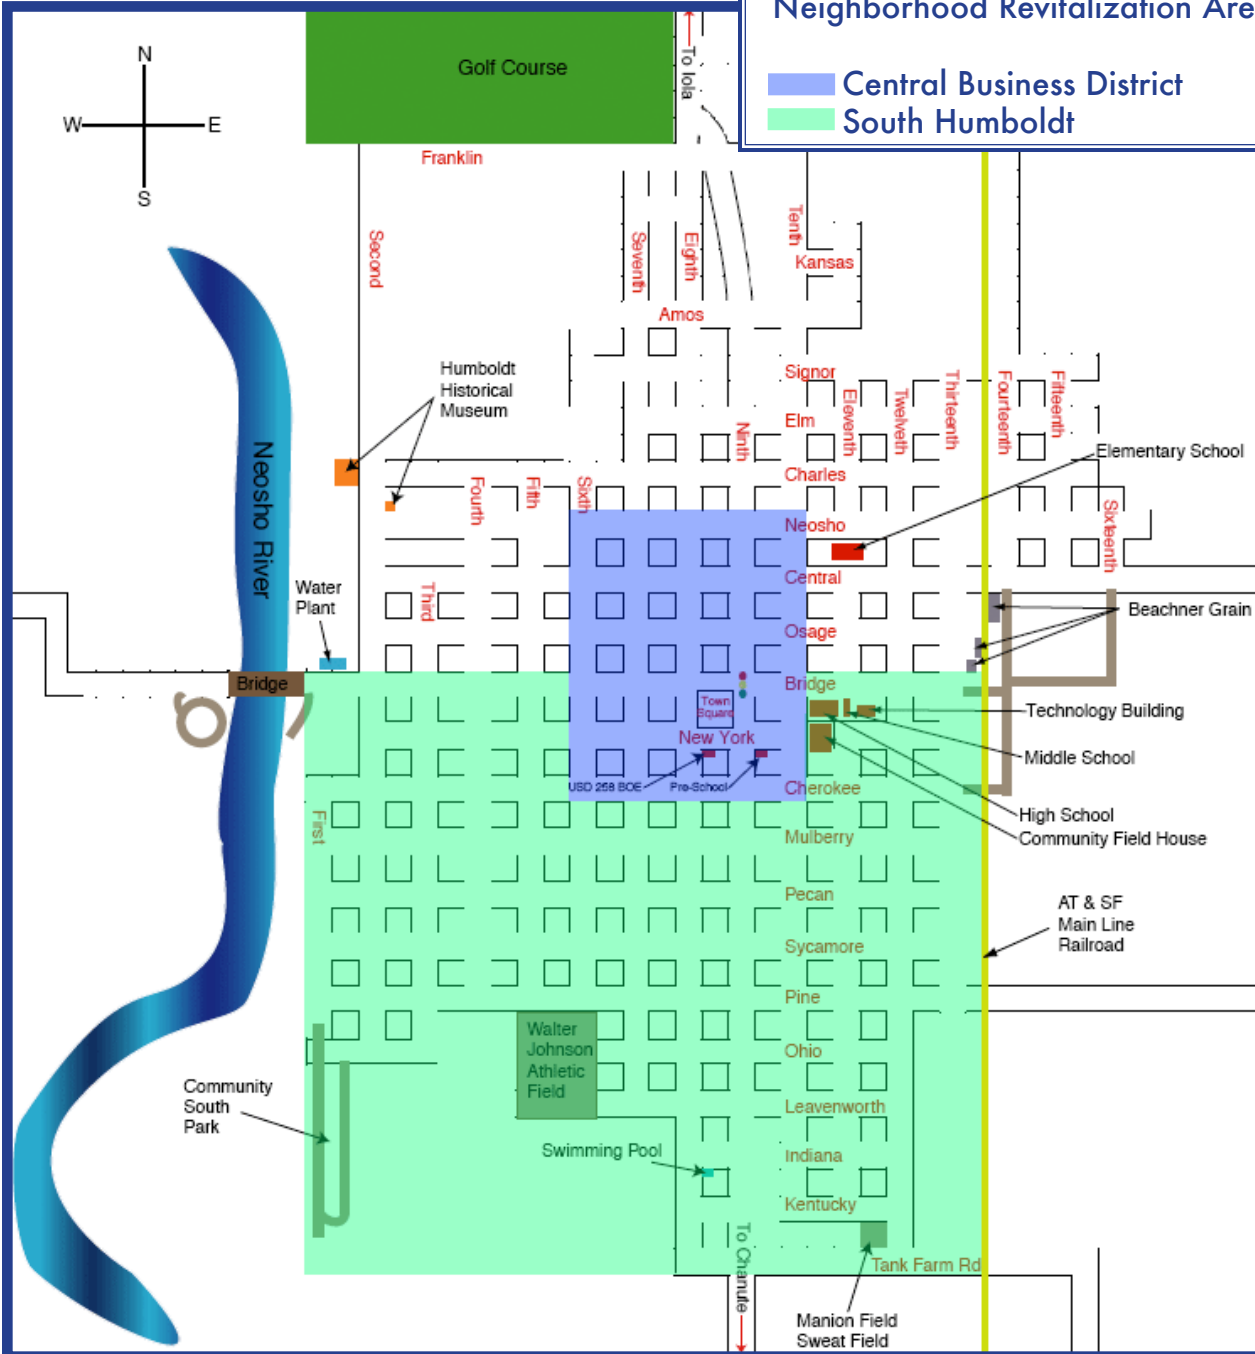 Neighborhood Revitalization Are
Central Business District
South Humboldt
N
W
E
S
Golf Course
To Iola
Franklin
Second
Seventh
Eighth
Tenth
Kansas
Amos
Humboldt
Historical
Museum
Signor
Elm
Charles
Neosho
Central
Osage
Bridge
Ninth
Eleventh
Twelveth
Thirteenth
Fourteenth
Fifteenth
Sixteenth
Elementary School
Fourth
Fifth
Sixth
Third
Neosho River
Water
Plant
Bridge
Beachner Grain
Town
Square
New York
USD 258 BOE
Pre-School
Technology Building
Middle School
High School
Community Field House
Cherokee
Mulberry
First
Pecan
AT & SF
Main Line
Railroad
Sycamore
Pine
Walter
Johnson
Athletic
Field
Ohio
Community
South
Park
Leavenworth
Swimming Pool
Indiana
Kentucky
To Chanute
Tank Farm Rd
Manion Field
Sweat Field